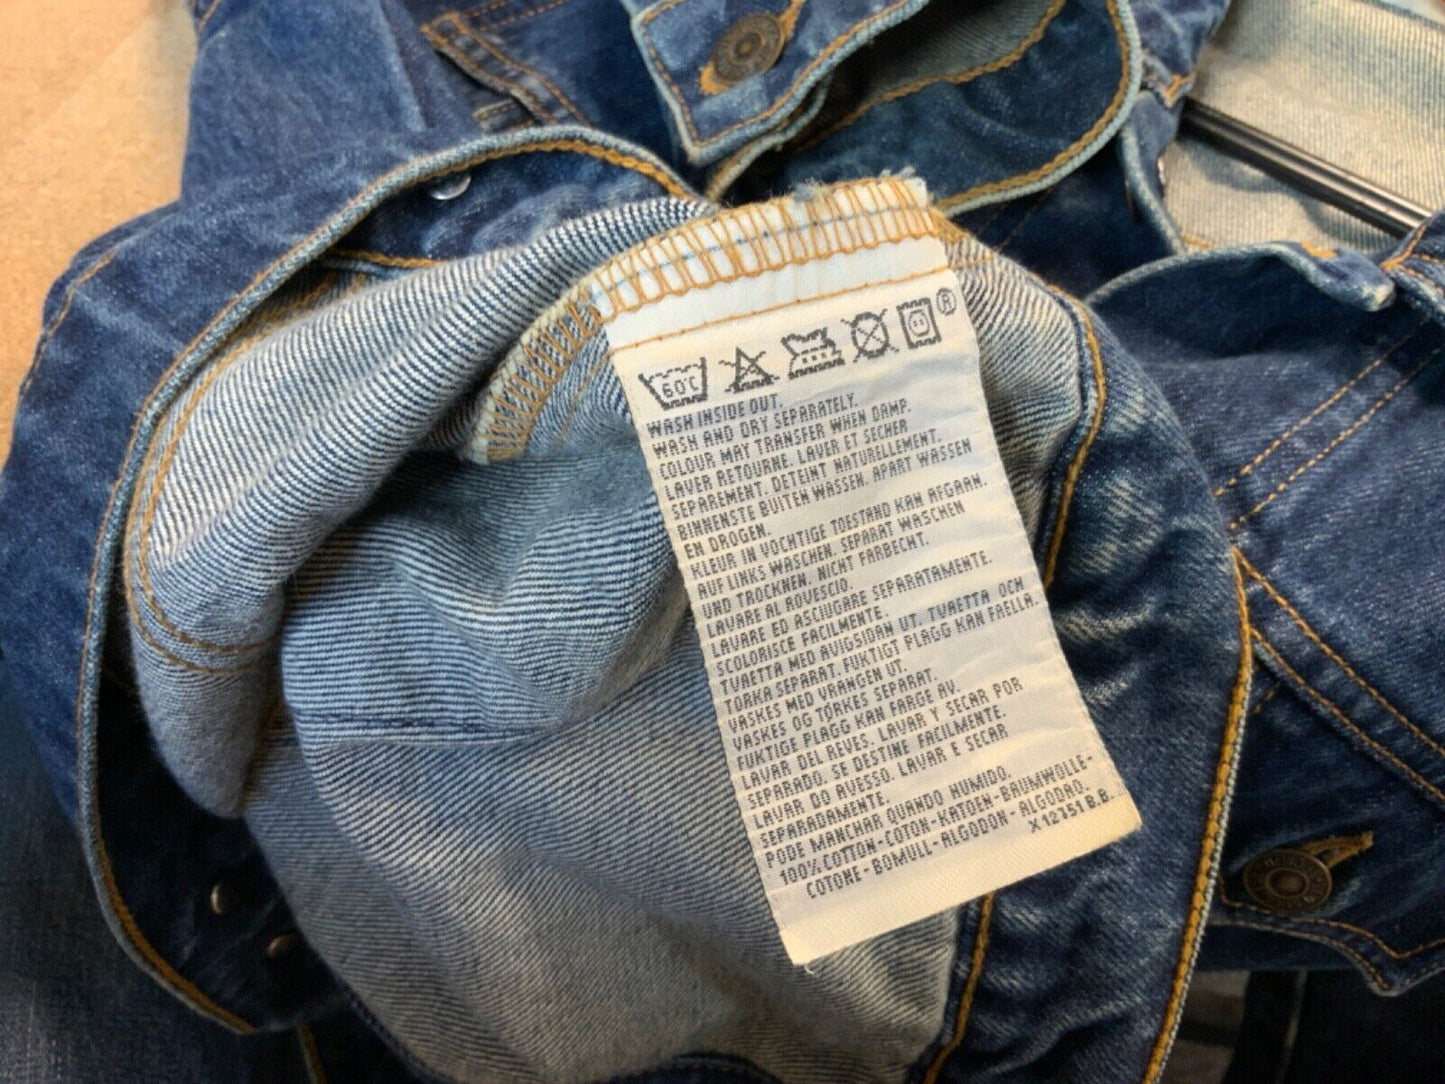 60°C
®
WASH INSIDE OUT.
WASH AND DRY SEPARATELY.
COLOUR MAY TRANSFER WHEN DAMP.
LAVER RETOURNE. LAVER ET SECHER
SEPAREMENT. DETEINT NATURELLEMENT.
BINNENSTE BUITEN WASSEN. APART WASSEN
EN DROGEN.
KLEUR IN VOCHTIGE TOESTAND KAN AFGAAN.
AUF LINKS WASCHEN. SEPARAT WASCHEN
UND TROCKNEN. NICHT FARBECHT.
LAVARE AL ROVESCIO.
LAVARE ED ASCIUGARE SEPARATAMENTE.
SCOLORISCE FACILMENTE.
TVAETTA MED AVIGSIDAN UT. TVAETTA OCH
TORKA SEPARAT. FUKTIGT PLAGG KAN FAELLA.
VASKES MED VRANGEN UT.
VASKES OG TORKES SEPARAT.
FUKTIGE PLAGG KAN FARGE AV.
LAVAR DEL REVES. LAVAR Y SECAR POR
SEPARADO. SE DESTINE FACILMENTE.
LAVAR DO AVESSO. LAVAR E SECAR
SEPARADAMENTE.
PODE MANCHAR QUANDO HUMIDO.
100% COTTON-COTON-KATOEN-BAUMWOLLE-
COTONE-BOMULL-ALGODON-ALGODAO.
X12151 B.B.